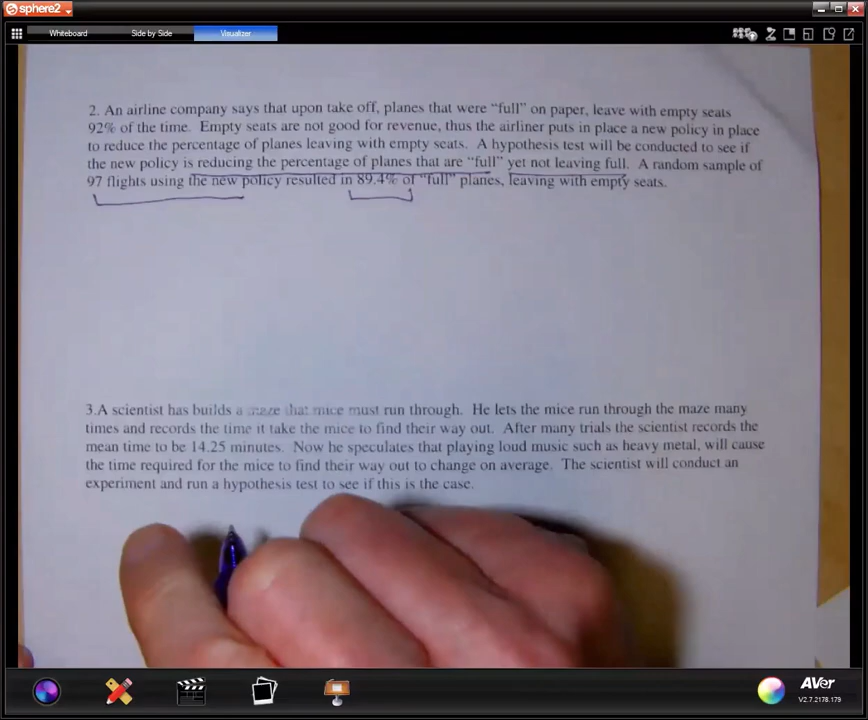 sphere2
Whiteboard
Side by Side
Visualizer
2. An airline company says that upon take off, planes that were “full” on paper, leave with empty seats
92% of the time. Empty seats are not good for revenue, thus the airliner puts in place a new policy in place
to reduce the percentage of planes leaving with empty seats. A hypothesis test will be conducted to see if
the new policy is reducing the percentage of planes that are “full” yet not leaving full. A random sample of
97 flights using the new policy resulted in 89.4% of “full” planes, leaving with empty seats.
3.A scientist has builds a maze that mice must run through. He lets the mice run through the maze many
times and records the time it take the mice to find their way out. After many trials the scientist records the
mean time to be 14.25 minutes. Now he speculates that playing loud music such as heavy metal, will cause
the time required for the mice to find their way out to change on average. The scientist will conduct an
experiment and run a hypothesis test to see if this is the case.
AVer
V2.7.2178.179